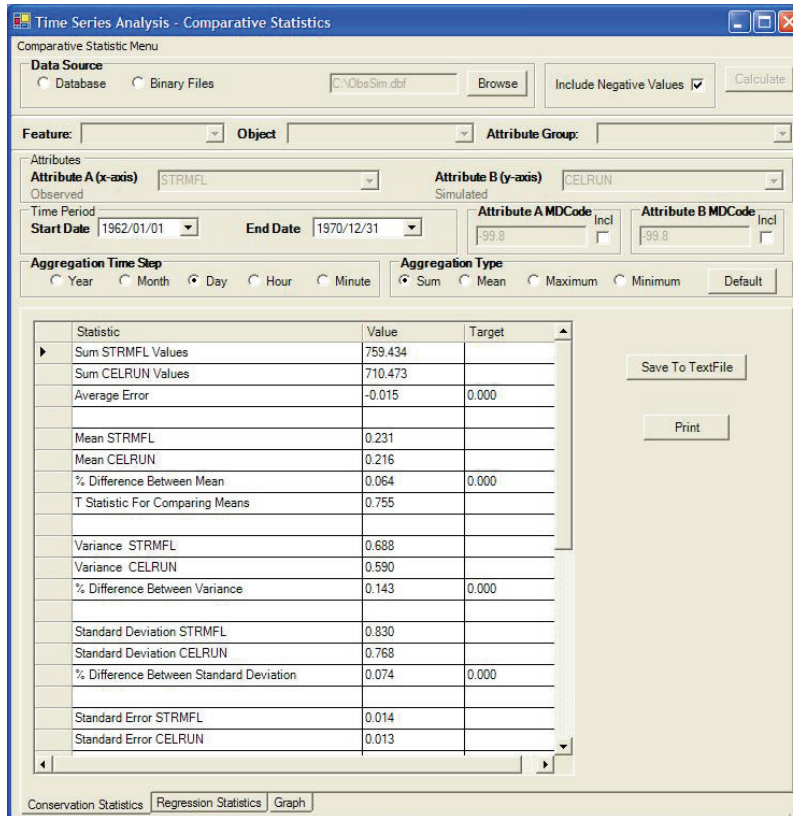 Time Series Analysis - Comparative Statistics
Comparative Statistic Menu
Data Source
Database Binary Files C:\ObsSim.dbf Browse Include Negative Values Calculate
Feature: Object Attribute Group:
Attributes
Attribute A (x-axis) STRMFL Attribute B (y-axis) CELRUN
Observed Simulated
Time Period Attribute A MDCode Incl Attribute B MDCode Incl
Start Date 1962/01/01 End Date 1970/12/31 -99.8 -99.8
Aggregation Time Step Aggregation Type
Year Month Day Hour Minute Sum Mean Maximum Minimum Default
Statistic Value Target
Sum STRMFL Values 759.434
Sum CELRUN Values 710.473
Average Error -0.015 0.000
Mean STRMFL 0.231
Mean CELRUN 0.216
% Difference Between Mean 0.064 0.000
T Statistic For Comparing Means 0.755
Variance STRMFL 0.688
Variance CELRUN 0.590
% Difference Between Variance 0.143 0.000
Standard Deviation STRMFL 0.830
Standard Deviation CELRUN 0.768
% Difference Between Standard Deviation 0.074 0.000
Standard Error STRMFL 0.014
Standard Error CELRUN 0.013
Save To TextFile
Print
Conservation Statistics Regression Statistics Graph